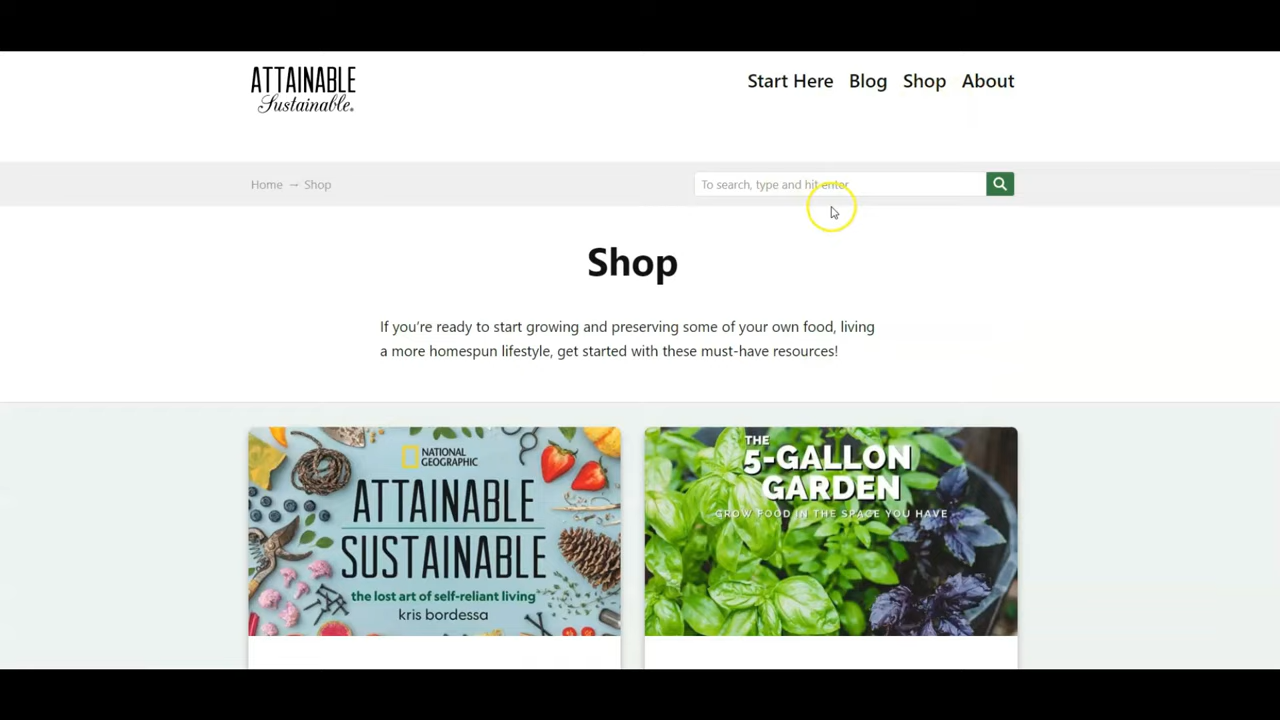 ATTAINABLE
Sustainable®
Start Here Blog Shop About
Home → Shop
To search, type and hit enter
Shop
If you're ready to start growing and preserving some of your own food, living
a more homespun lifestyle, get started with these must-have resources!
NATIONAL
GEOGRAPHIC
ATTAINABLE
SUSTAINABLE
the lost art of self-reliant living
kris bordessa
THE
5-GALLON
GARDEN
GROW FOOD IN THE SPACE YOU HAVE